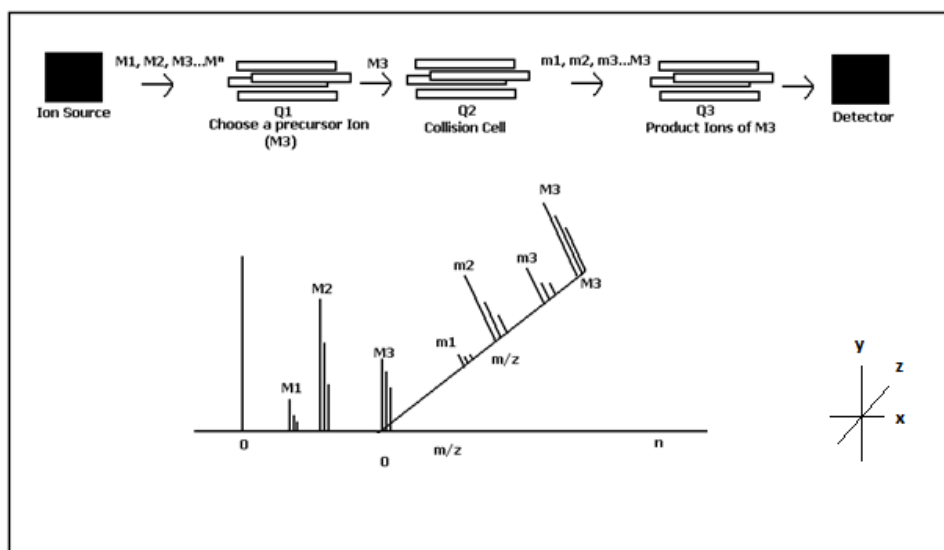 M1, M2, M3...Mⁿ
M3
m1, m2, m3...M3
Ion Source
Q1
Choose a precursor Ion
(M3)
Q2
Collision Cell
Q3
Product Ions of M3
Detector
M3
m2
m3
M3
M2
m1
M3
m/z
M1
y
z
x
0
m/z
n
0